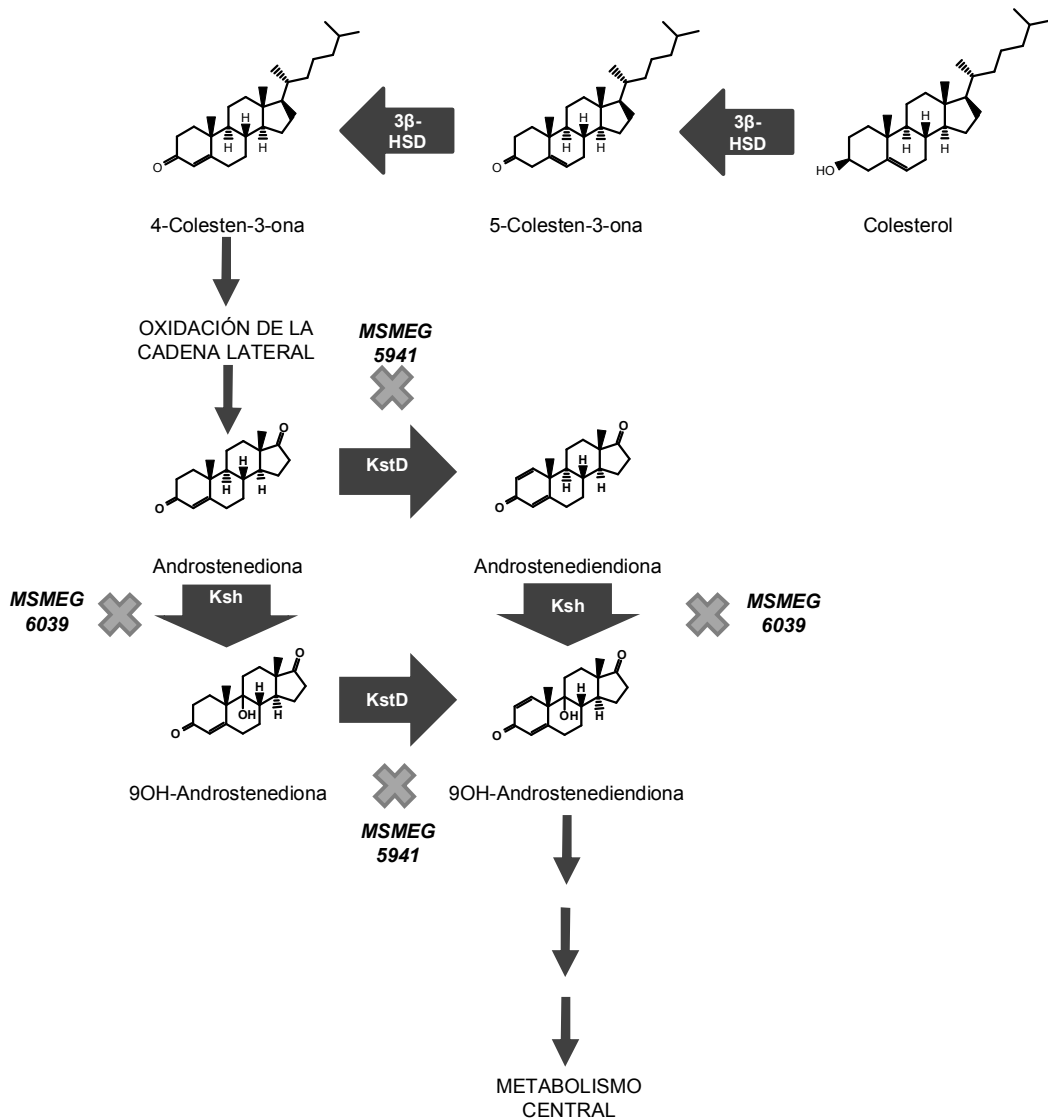 3β-
HSD
3β-
HSD
O
O
HO
H
H
H
H
H
H
H
H
H
4-Colesten-3-ona
5-Colesten-3-ona
Colesterol
OXIDACIÓN DE LA
CADENA LATERAL
MSMEG
5941
O
O
H
H
H
KstD
O
O
H
H
H
Androstenediona
Androstenediendiona
MSMEG
6039
Ksh
Ksh
MSMEG
6039
O
O
H
OH
H
KstD
O
O
H
OH
H
9OH-Androstenediona
9OH-Androstenediendiona
MSMEG
5941
METABOLISMO
CENTRAL